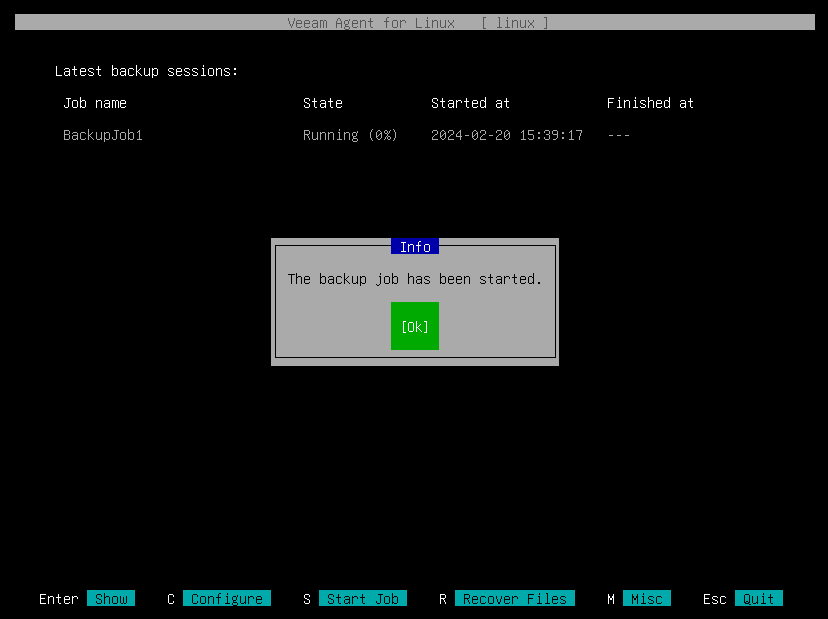 Veeam Agent for Linux [ linux ]
Latest backup sessions:
Job name State Started at Finished at
BackupJob1 Running (0%) 2024-02-20 15:39:17 ---
Info
The backup job has been started.
[Ok]
Enter Show C Configure S Start Job R Recover Files M Misc Esc Quit